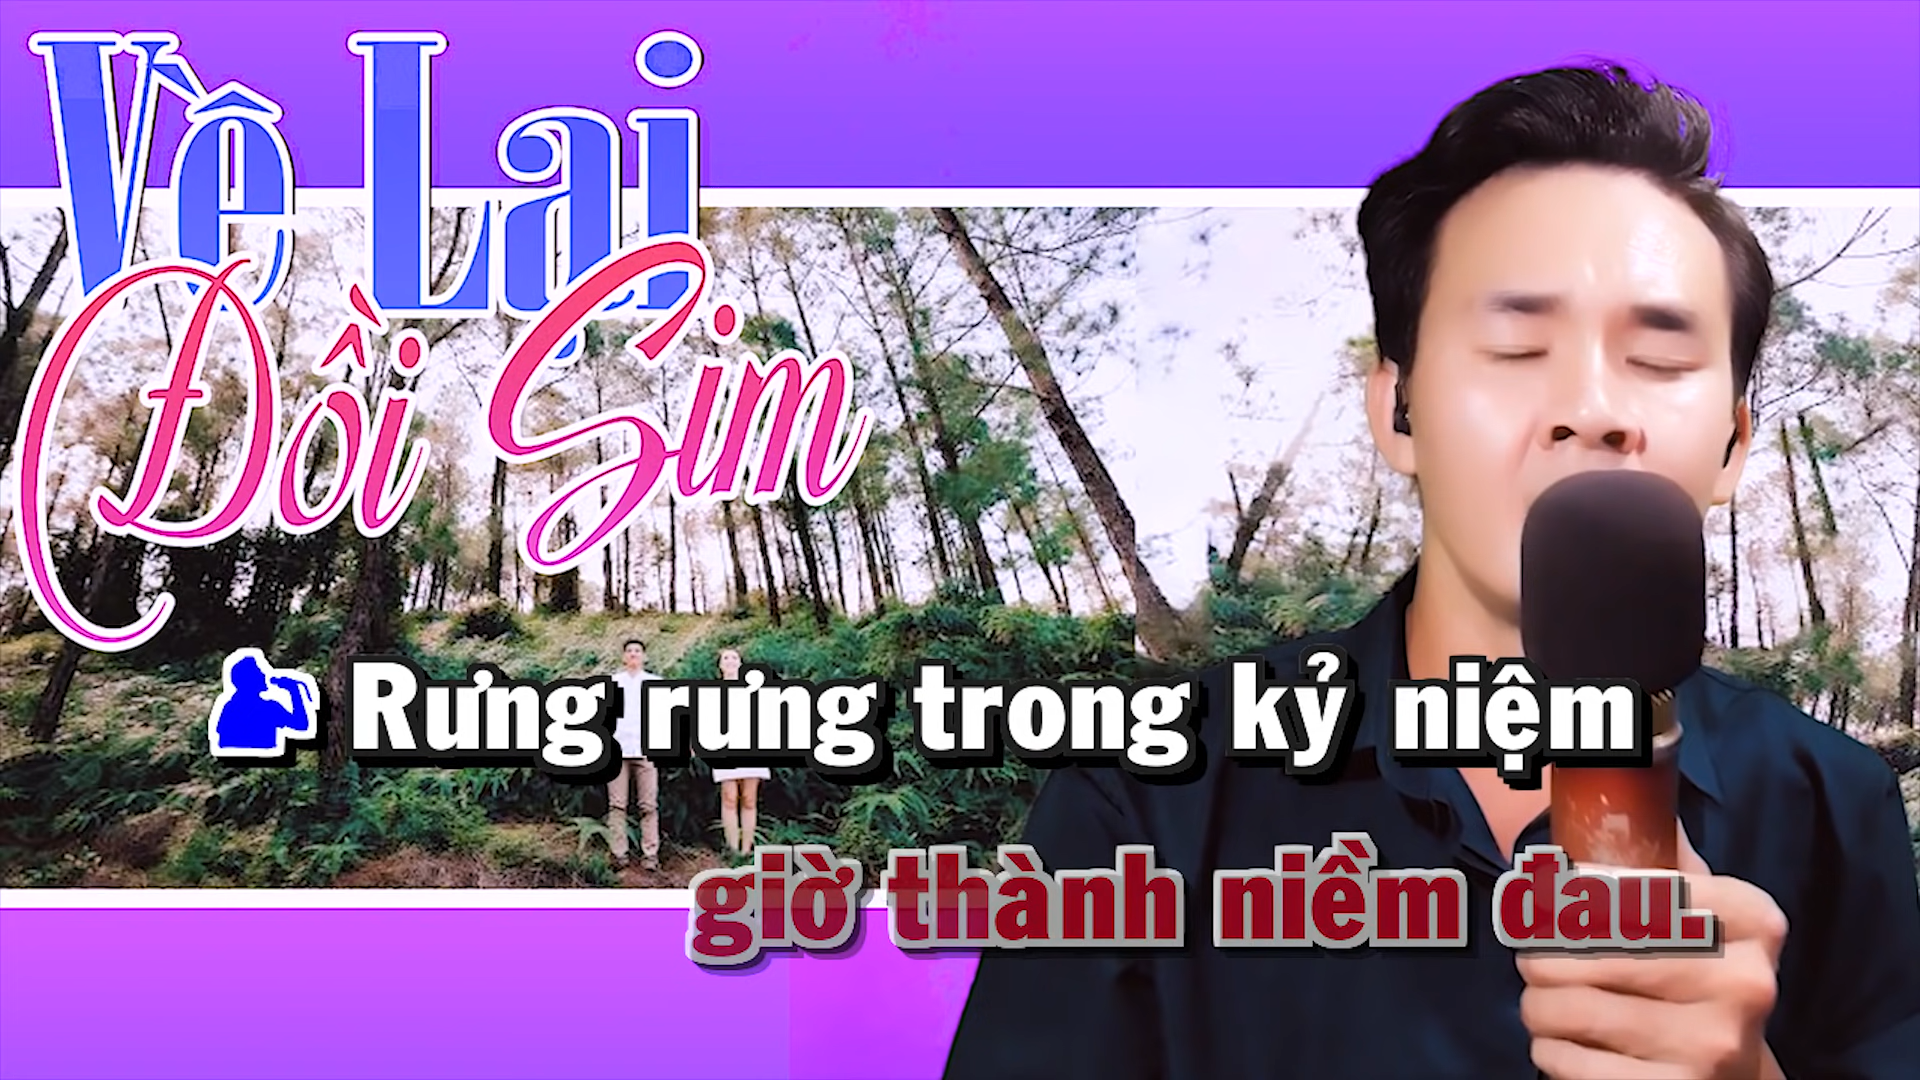 Về Lại
Đồi Sim
Rưng rưng trong kỷ niệm
giờ thành niềm đau.